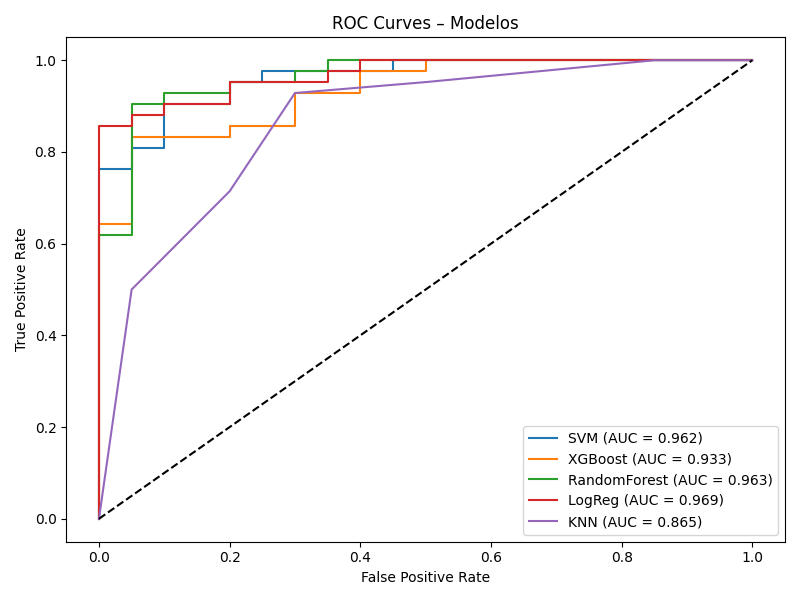 ROC Curves – Modelos
True Positive Rate
1.0
0.8
0.6
0.4
0.2
0.0
0.0 0.2 0.4 0.6 0.8 1.0
False Positive Rate
SVM (AUC = 0.962)
XGBoost (AUC = 0.933)
RandomForest (AUC = 0.963)
LogReg (AUC = 0.969)
KNN (AUC = 0.865)